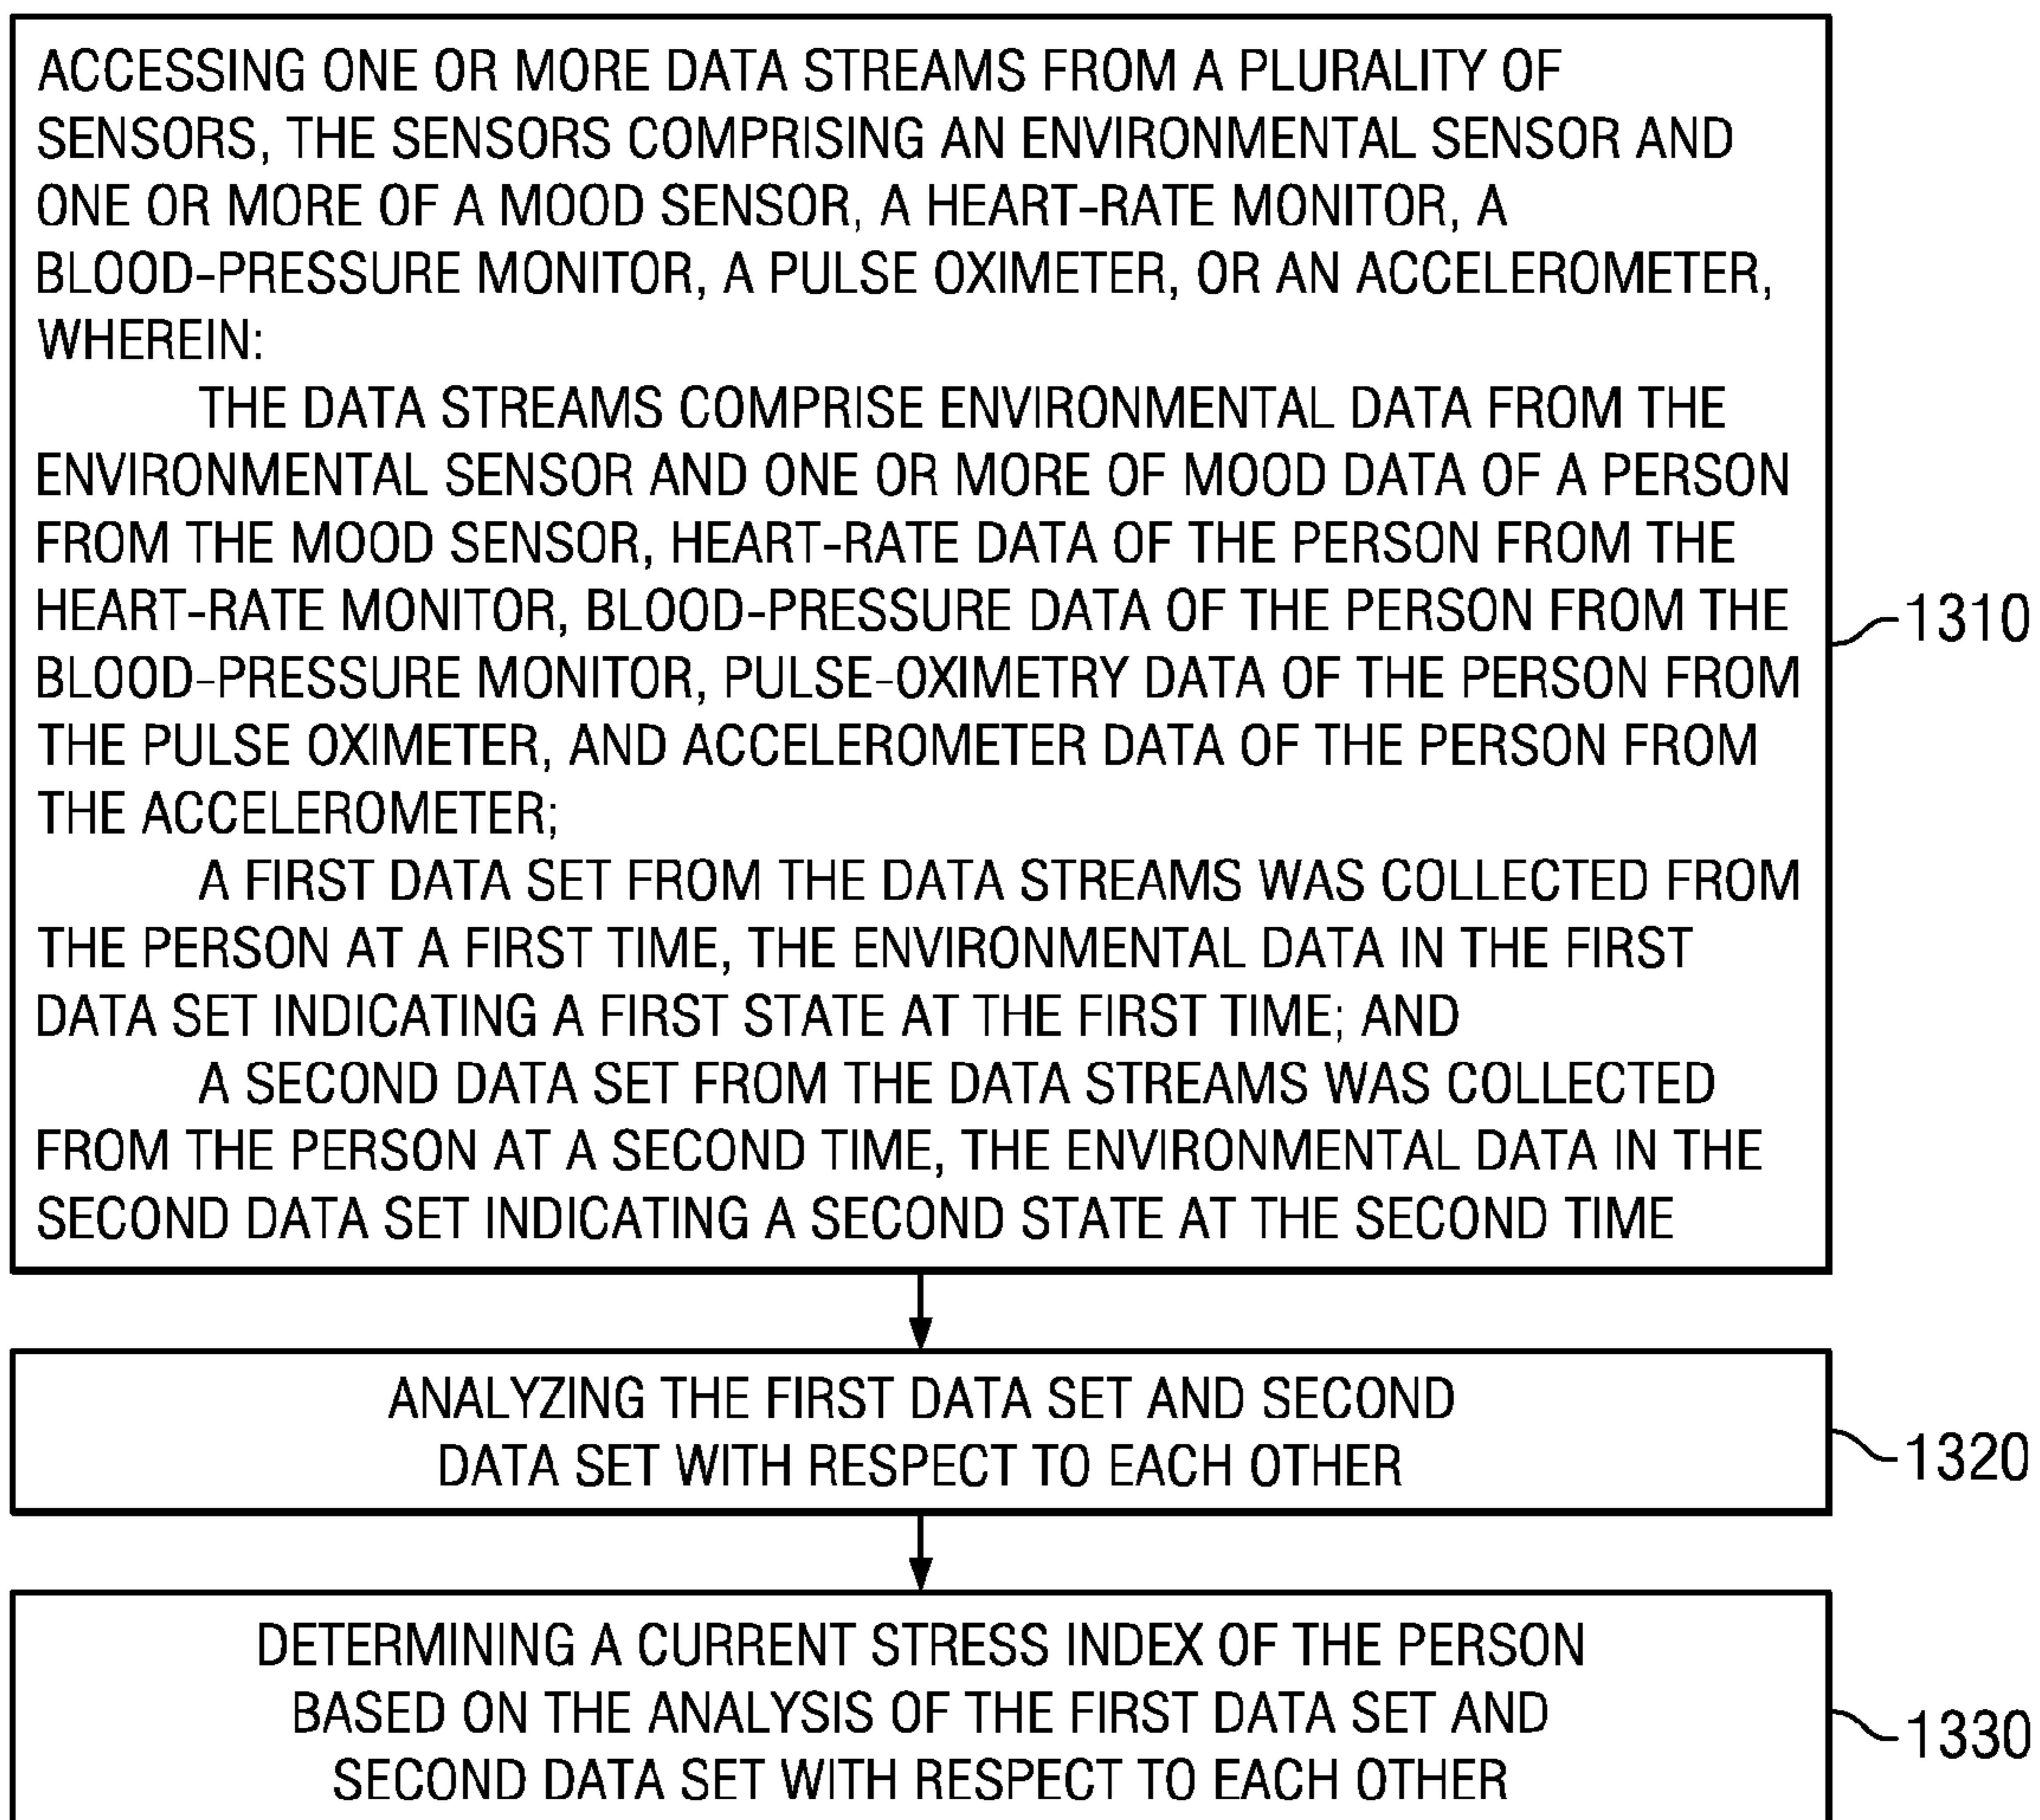 ACCESSING ONE OR MORE DATA STREAMS FROM A PLURALITY OF
SENSORS, THE SENSORS COMPRISING AN ENVIRONMENTAL SENSOR AND
ONE OR MORE OF A MOOD SENSOR, A HEART-RATE MONITOR, A
BLOOD-PRESSURE MONITOR, A PULSE OXIMETER, OR AN ACCELEROMETER,
WHEREIN:
THE DATA STREAMS COMPRISE ENVIRONMENTAL DATA FROM THE
ENVIRONMENTAL SENSOR AND ONE OR MORE OF MOOD DATA OF A PERSON
FROM THE MOOD SENSOR, HEART-RATE DATA OF THE PERSON FROM THE
HEART-RATE MONITOR, BLOOD-PRESSURE DATA OF THE PERSON FROM THE
BLOOD-PRESSURE MONITOR, PULSE-OXIMETRY DATA OF THE PERSON FROM
THE PULSE OXIMETER, AND ACCELEROMETER DATA OF THE PERSON FROM
THE ACCELEROMETER;
A FIRST DATA SET FROM THE DATA STREAMS WAS COLLECTED FROM
THE PERSON AT A FIRST TIME, THE ENVIRONMENTAL DATA IN THE FIRST
DATA SET INDICATING A FIRST STATE AT THE FIRST TIME; AND
A SECOND DATA SET FROM THE DATA STREAMS WAS COLLECTED
FROM THE PERSON AT A SECOND TIME, THE ENVIRONMENTAL DATA IN THE
SECOND DATA SET INDICATING A SECOND STATE AT THE SECOND TIME
1310
ANALYZING THE FIRST DATA SET AND SECOND
DATA SET WITH RESPECT TO EACH OTHER
1320
DETERMINING A CURRENT STRESS INDEX OF THE PERSON
BASED ON THE ANALYSIS OF THE FIRST DATA SET AND
SECOND DATA SET WITH RESPECT TO EACH OTHER
1330